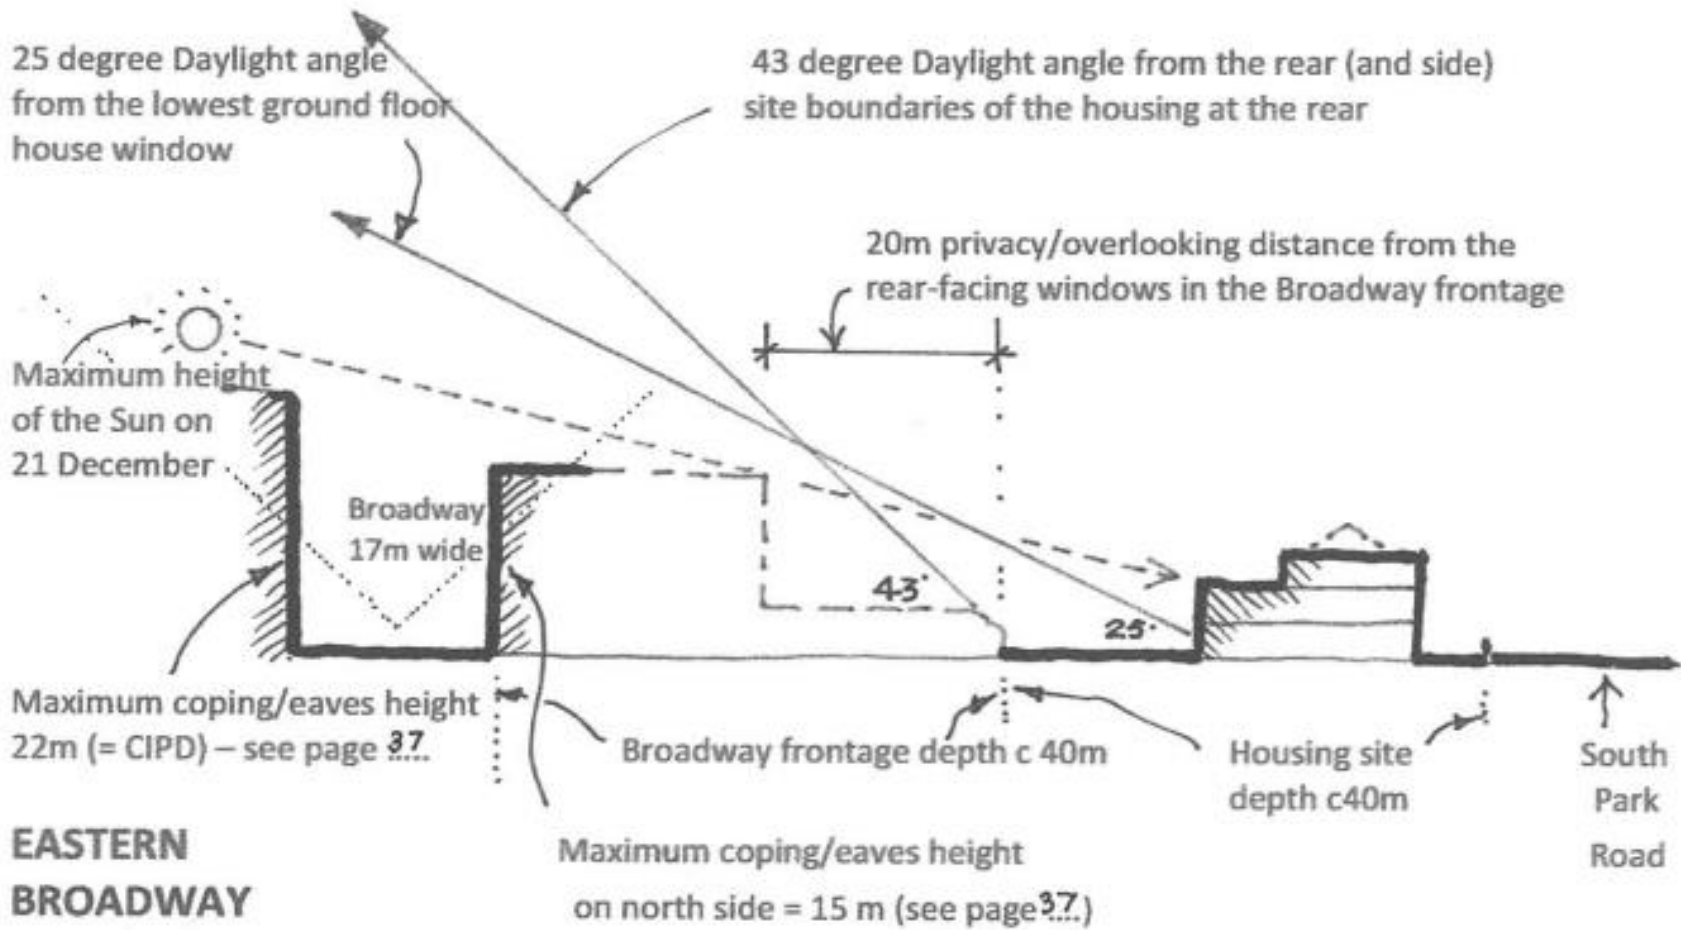 25 degree Daylight angle
from the lowest ground floor
house window
43 degree Daylight angle from the rear (and side)
site boundaries of the housing at the rear
20m privacy/overlooking distance from the
rear-facing windows in the Broadway frontage
Maximum height
of the Sun on
21 December
Broadway
17m wide
43°
25°
Maximum coping/eaves height
22m (= CIPD) – see page 37
Broadway frontage depth c 40m
Housing site
depth c40m
South
Park
Road
Maximum coping/eaves height
on north side = 15 m (see page 37)
EASTERN
BROADWAY